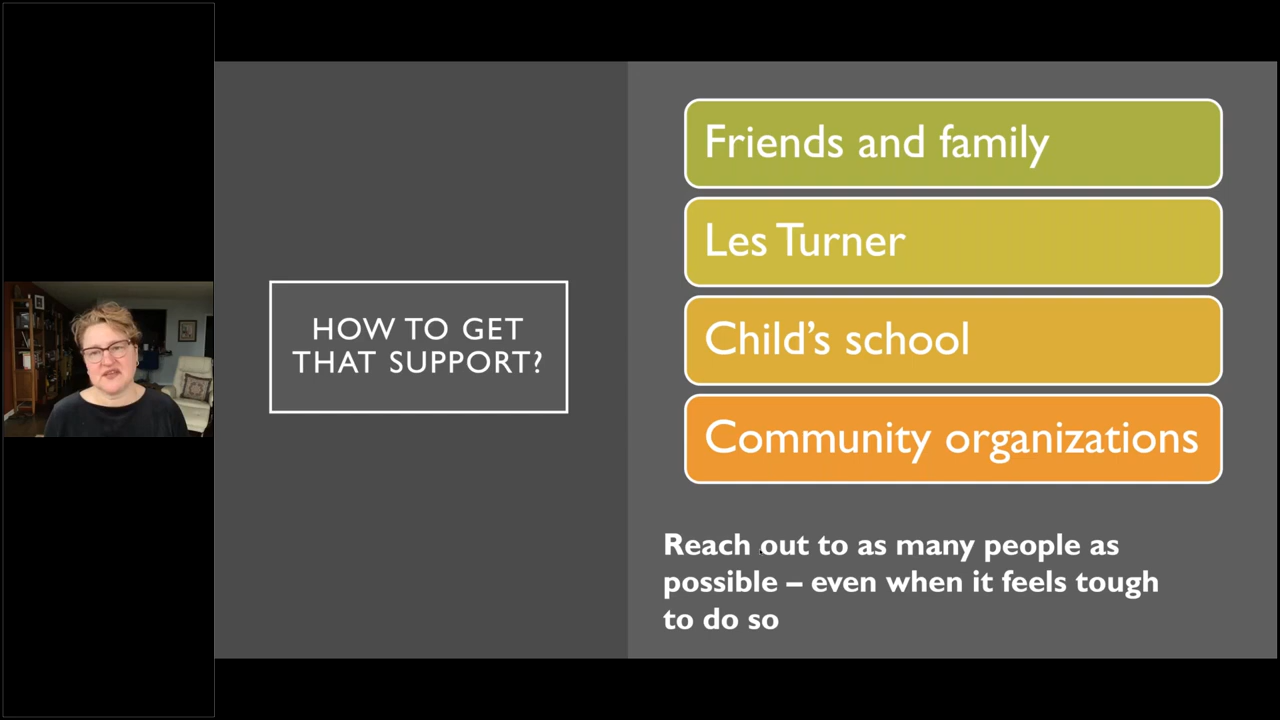 HOW TO GET
THAT SUPPORT?
Friends and family
Les Turner
Child’s school
Community organizations
Reach out to as many people as
possible – even when it feels tough
to do so